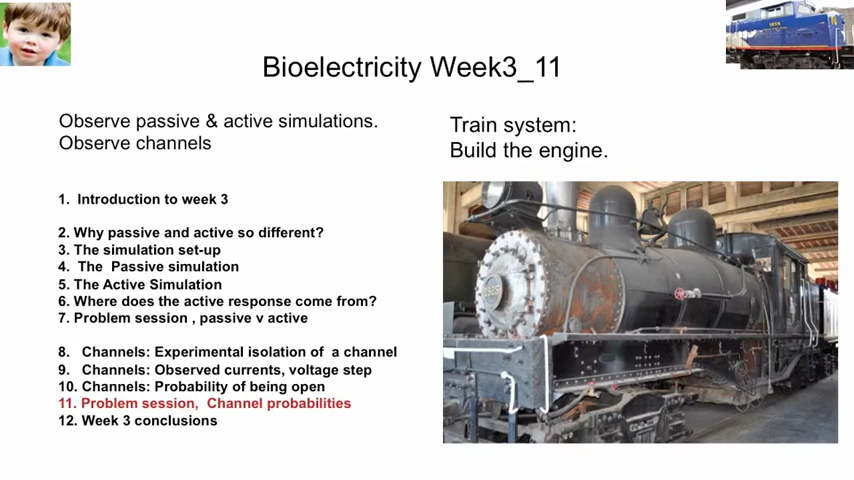 Bioelectricity Week3_11
Observe passive & active simulations.
Observe channels
1. Introduction to week 3
2. Why passive and active so different?
3. The simulation set-up
4. The Passive simulation
5. The Active Simulation
6. Where does the active response come from?
7. Problem session , passive v active
8. Channels: Experimental isolation of a channel
9. Channels: Observed currents, voltage step
10. Channels: Probability of being open
11. Problem session, Channel probabilities
12. Week 3 conclusions
Train system:
Build the engine.